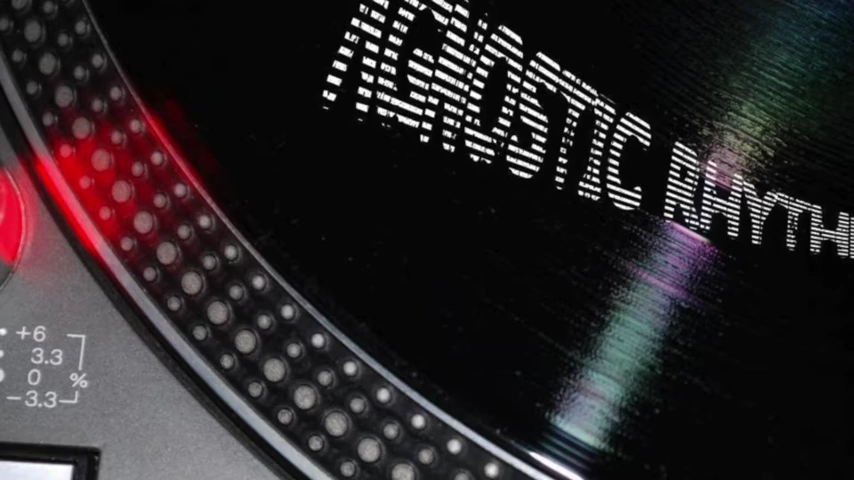 AGNOSTIC RHYTH
+6
3.3
0 %
-3.3